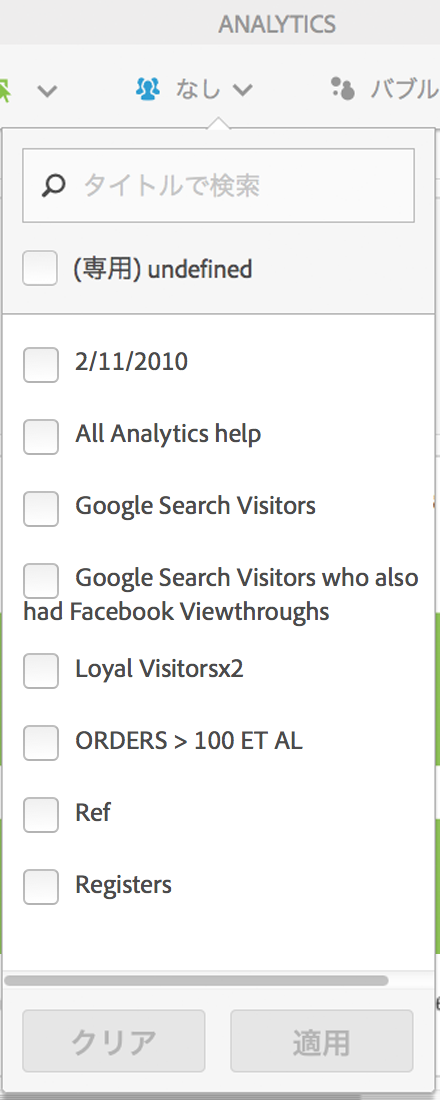 ANALYTICS
なし
バブル
タイトルで検索
(専用) undefined
2/11/2010
All Analytics help
Google Search Visitors
Google Search Visitors who also
had Facebook Viewthroughs
Loyal Visitorsx2
ORDERS > 100 ET AL
Ref
Registers
クリア
適用